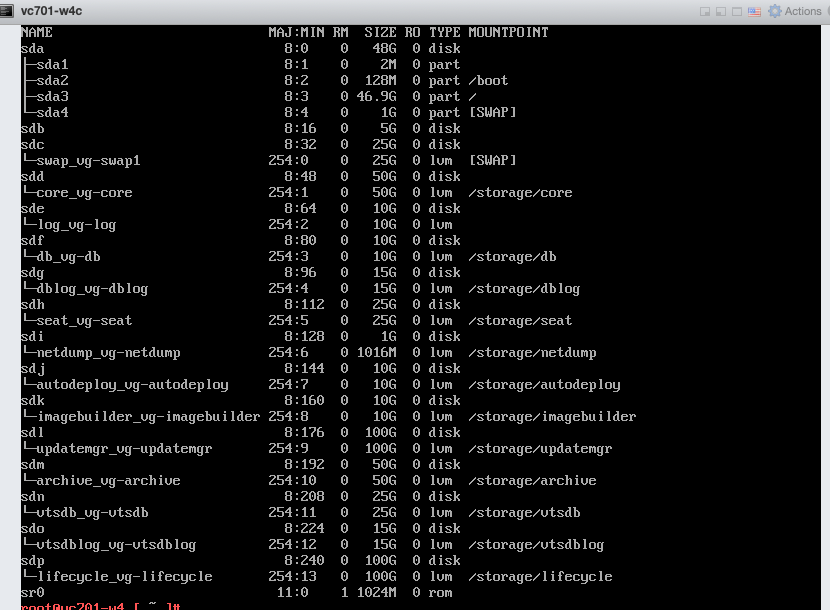 vc701-w4c
Actions
NAME MAJ:MIN RM SIZE RO TYPE MOUNTPOINT
sda 8:0 0 48G 0 disk
├─sda1 8:1 0 2M 0 part
├─sda2 8:2 0 128M 0 part /boot
├─sda3 8:3 0 46.9G 0 part /
└─sda4 8:4 0 1G 0 part [SWAP]
sdb 8:16 0 5G 0 disk
sdc 8:32 0 25G 0 disk
└─swap_vg-swap1 254:0 0 25G 0 lvm [SWAP]
sdd 8:48 0 50G 0 disk
└─core_vg-core 254:1 0 50G 0 lvm /storage/core
sde 8:64 0 10G 0 disk
└─log_vg-log 254:2 0 10G 0 lvm
sdf 8:80 0 10G 0 disk
└─db_vg-db 254:3 0 10G 0 lvm /storage/db
sdg 8:96 0 15G 0 disk
└─dblog_vg-dblog 254:4 0 15G 0 lvm /storage/dblog
sdh 8:112 0 25G 0 disk
└─seat_vg-seat 254:5 0 25G 0 lvm /storage/seat
sdi 8:128 0 1G 0 disk
└─netdump_vg-netdump 254:6 0 1016M 0 lvm /storage/netdump
sdj 8:144 0 10G 0 disk
└─autodeploy_vg-autodeploy 254:7 0 10G 0 lvm /storage/autodeploy
sdk 8:160 0 10G 0 disk
└─imagebuilder_vg-imagebuilder 254:8 0 10G 0 lvm /storage/imagebuilder
sdl 8:176 0 100G 0 disk
└─updatemgr_vg-updatemgr 254:9 0 100G 0 lvm /storage/updatemgr
sdm 8:192 0 50G 0 disk
└─archive_vg-archive 254:10 0 50G 0 lvm /storage/archive
sdn 8:208 0 25G 0 disk
└─vtsdb_vg-vtsdb 254:11 0 25G 0 lvm /storage/vtsdb
sdo 8:224 0 15G 0 disk
└─vtsdblog_vg-vtsdblog 254:12 0 15G 0 lvm /storage/vtsdblog
sdp 8:240 0 100G 0 disk
└─lifecycle_vg-lifecycle 254:13 0 100G 0 lvm /storage/lifecycle
sr0 11:0 1 1024M 0 rom
root@vc701-w4 [ ~ ]#